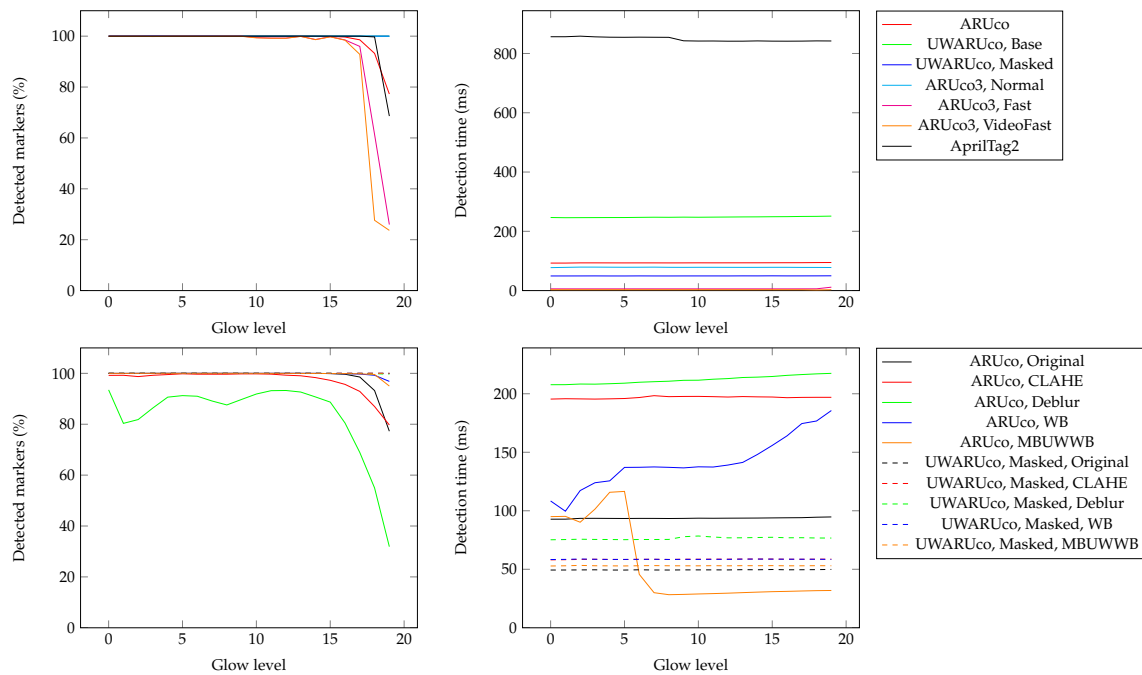 100
80
60
40
20
0
0
5
10
15
20
Glow level
Detected markers (%)
800
600
400
200
0
0
5
10
15
20
Glow level
Detection time (ms)
ARUco
UWARUco, Base
UWARUco, Masked
ARUco3, Normal
ARUco3, Fast
ARUco3, VideoFast
AprilTag2
100
80
60
40
20
0
0
5
10
15
20
Glow level
Detected markers (%)
200
150
100
50
0
0
5
10
15
20
Glow level
Detection time (ms)
ARUco, Original
ARUco, CLAHE
ARUco, Deblur
ARUco, WB
ARUco, MBUWWB
UWARUco, Masked, Original
UWARUco, Masked, CLAHE
UWARUco, Masked, Deblur
UWARUco, Masked, WB
UWARUco, Masked, MBUWWB